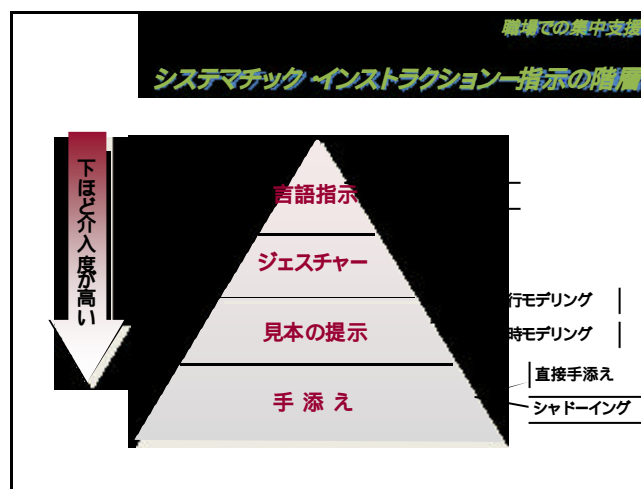 職場での集中支援
システマチック・インストラクションー指示の階層
下ほど介入度が高い
言語指示
ジェスチャー
見本の提示
手添え
行モデリング
時モデリング
直接手添え
シャドーイング